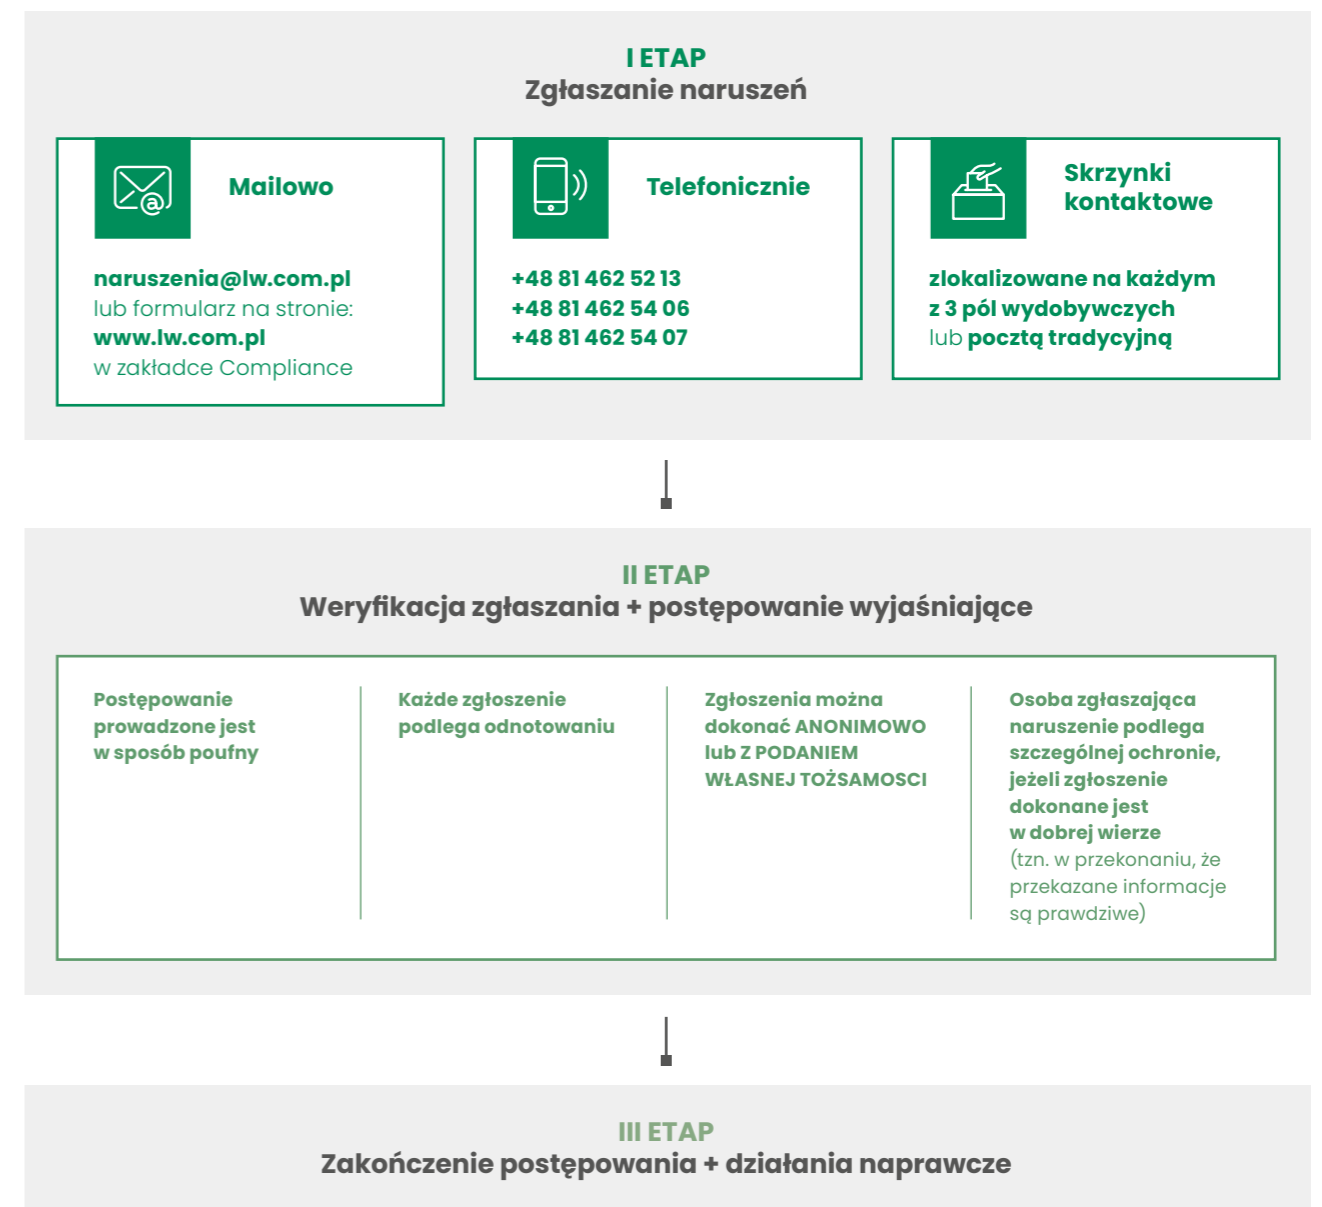 I ETAP
Zgłaszanie naruszeń
Mailowo
naruszenia@lw.com.pl
lub formularz na stronie:
www.lw.com.pl
w zakładce Compliance
Telefonicznie
+48 81 462 52 13
+48 81 462 54 06
+48 81 462 54 07
Skrzynki
kontaktowe
zlokalizowane na każdym
z 3 pól wydobywczych
lub pocztą tradycyjną
II ETAP
Weryfikacja zgłaszania + postępowanie wyjaśniające
Postępowanie
prowadzone jest
w sposób poufny
Każde zgłoszenie
podlega odnotowaniu
Zgłoszenia można
dokonać ANONIMOWO
lub Z PODANIEM
WŁASNEJ TOŻSAMOSCI
Osoba zgłaszająca
naruszenie podlega
szczególnej ochronie,
jeżeli zgłoszenie
dokonane jest
w dobrej wierze
(tzn. w przekonaniu, że
przekazane informacje
są prawdziwe)
III ETAP
Zakończenie postępowania + działania naprawcze